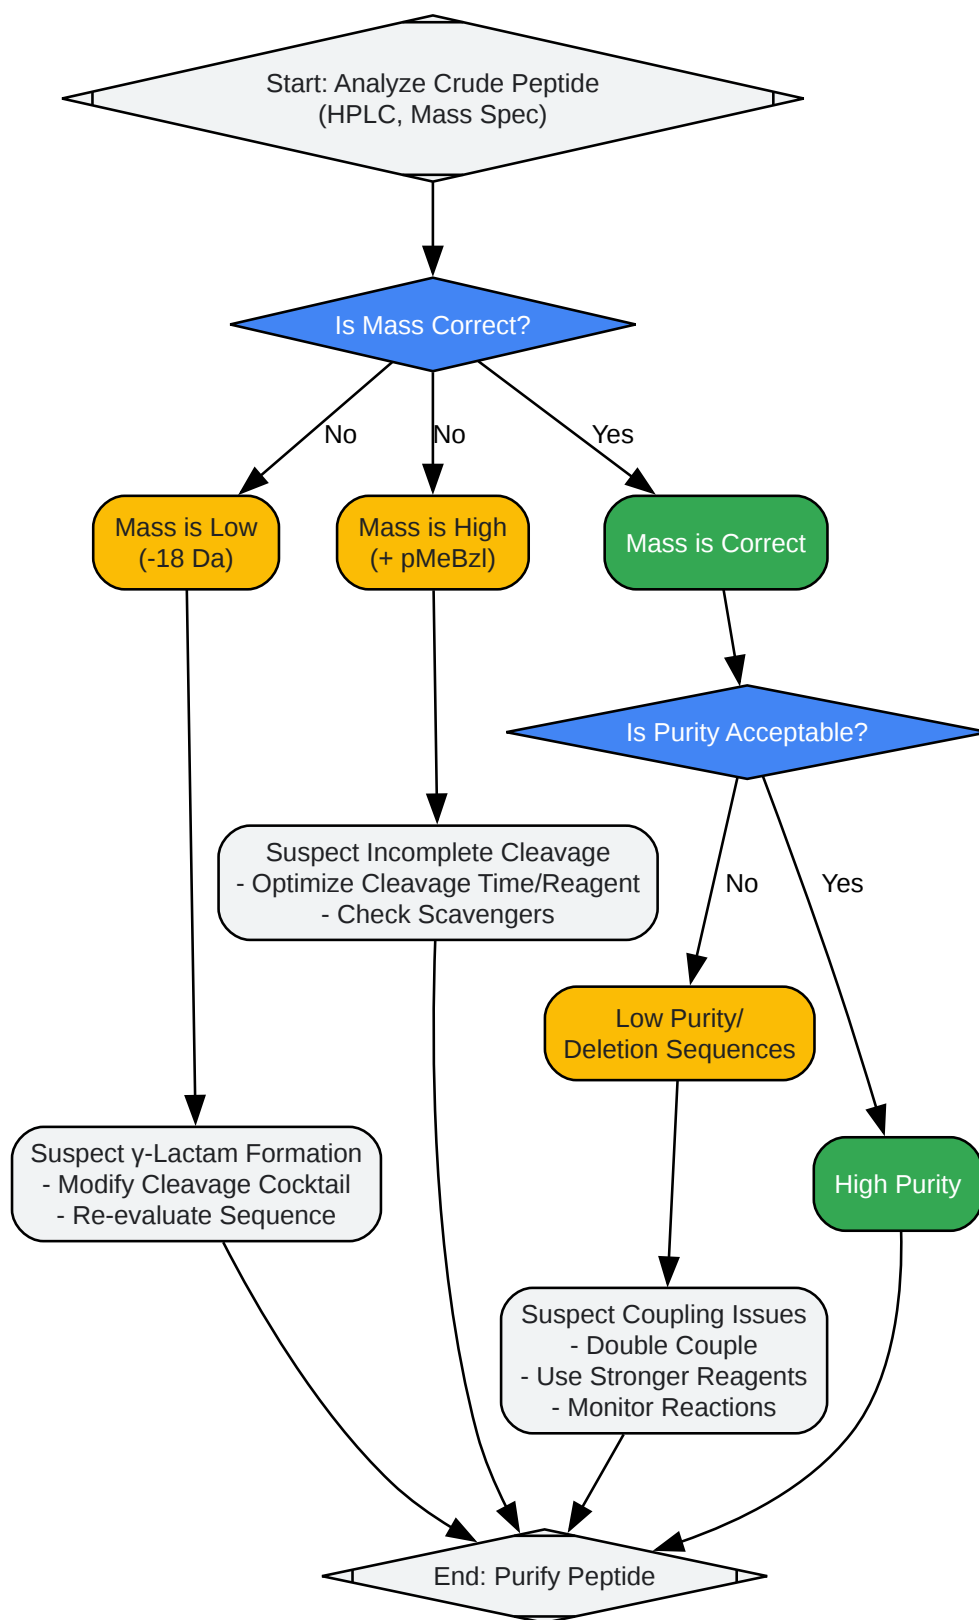 Start: Analyze Crude Peptide
(HPLC, Mass Spec)
Is Mass Correct?
No
No
Yes
Mass is Low
(-18 Da)
Mass is High
(+ pMeBzl)
Mass is Correct
Is Purity Acceptable?
Suspect Incomplete Cleavage
- Optimize Cleavage Time/Reagent
- Check Scavengers
No
Yes
Low Purity/
Deletion Sequences
Suspect γ-Lactam Formation
- Modify Cleavage Cocktail
- Re-evaluate Sequence
High Purity
Suspect Coupling Issues
- Double Couple
- Use Stronger Reagents
- Monitor Reactions
End: Purify Peptide